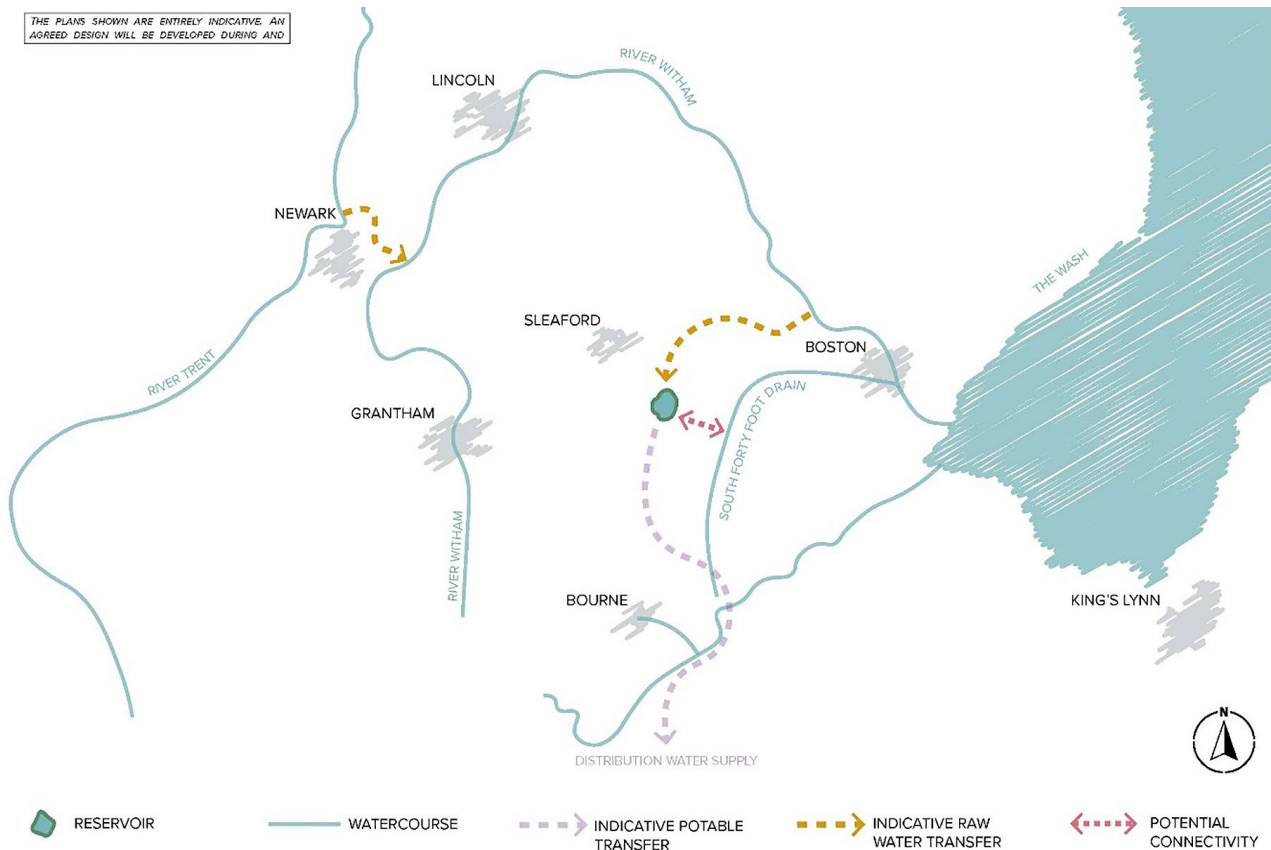 THE PLANS SHOWN ARE ENTIRELY INDICATIVE. AN
AGREED DESIGN WILL BE DEVELOPED DURING AND
LINCOLN
RIVER WITHAM
NEWARK
THE WASH
SLEAFORD
BOSTON
RIVER TRENT
GRANTHAM
SOUTH FORTY FOOT DRAIN
RIVER WITHAM
BOURNE
KING'S LYNN
N
DISTRIBUTION WATER SUPPLY
RESERVOIR
WATERCOURSE
INDICATIVE POTABLE
TRANSFER
INDICATIVE RAW
WATER TRANSFER
POTENTIAL
CONNECTIVITY